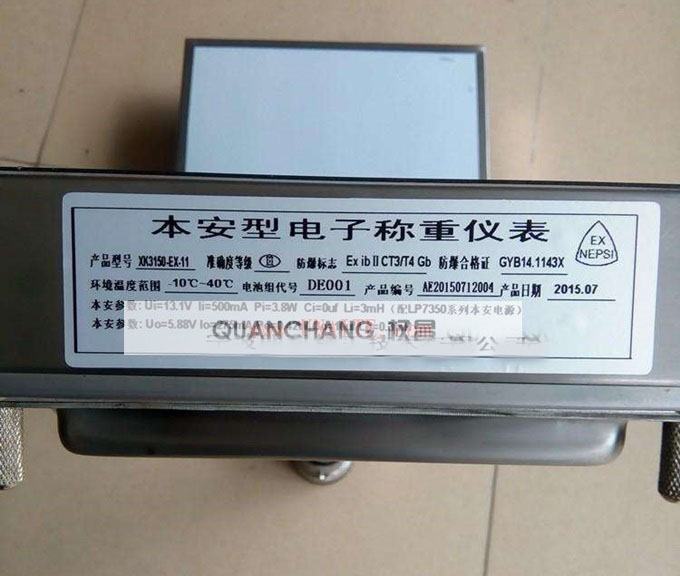 本安型电子称重仪表
EX
NEPSI
产品型号 XK3150-EX-11 准确度等级 Ⅲ 防爆标志 Ex ib II CT3/T4 Gb 防爆合格证 GYB14.1143X
环境温度范围 -10℃~40℃ 电池组代号 DE001 产品编号 AE20150712004 产品日期 2015.07
本安参数: Ui=13.1V Ii=500mA Pi=3.8W Ci=0uf Li=3mH (配LP7350系列本安电源)
本安参数: Uo=5.88V
QUANCHANG 权昌
公